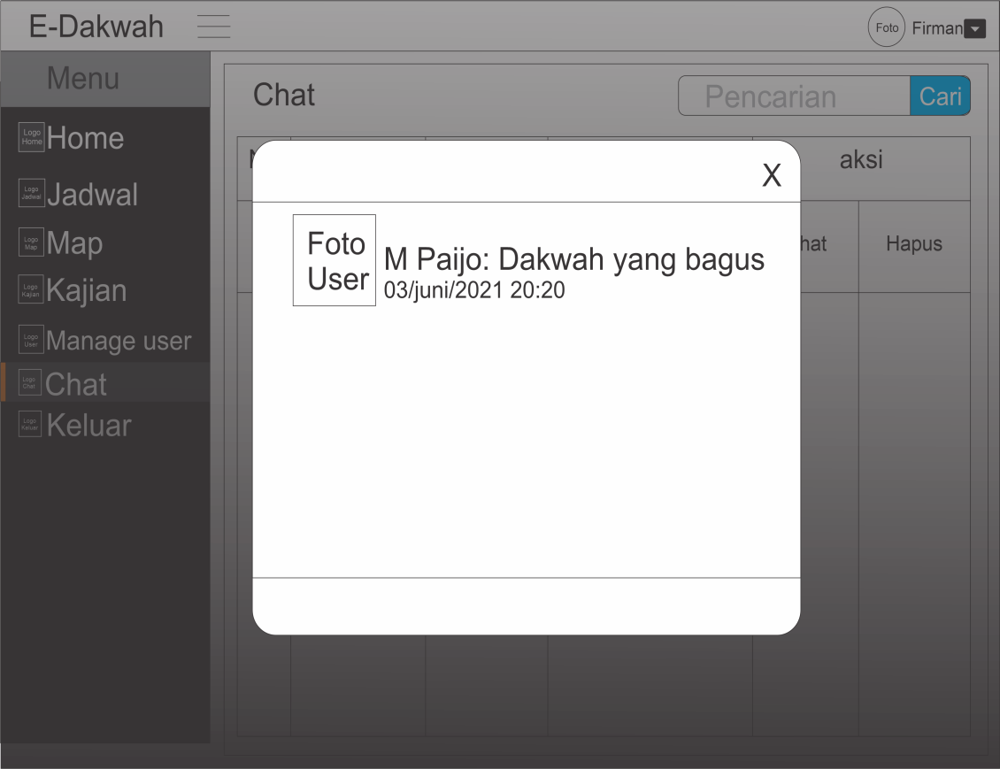 E-Dakwah
Foto
Firman
Menu
Chat
Pencarian
Cari
Logo
Home
Home
Logo
Jadwal
Jadwal
Logo
Map
Map
Logo
Kajian
Kajian
Logo
User
Manage user
Logo
Chat
Chat
Logo
Keluar
Keluar
aksi
hat
Hapus
X
Foto
User
M Paijo: Dakwah yang bagus
03/juni/2021 20:20